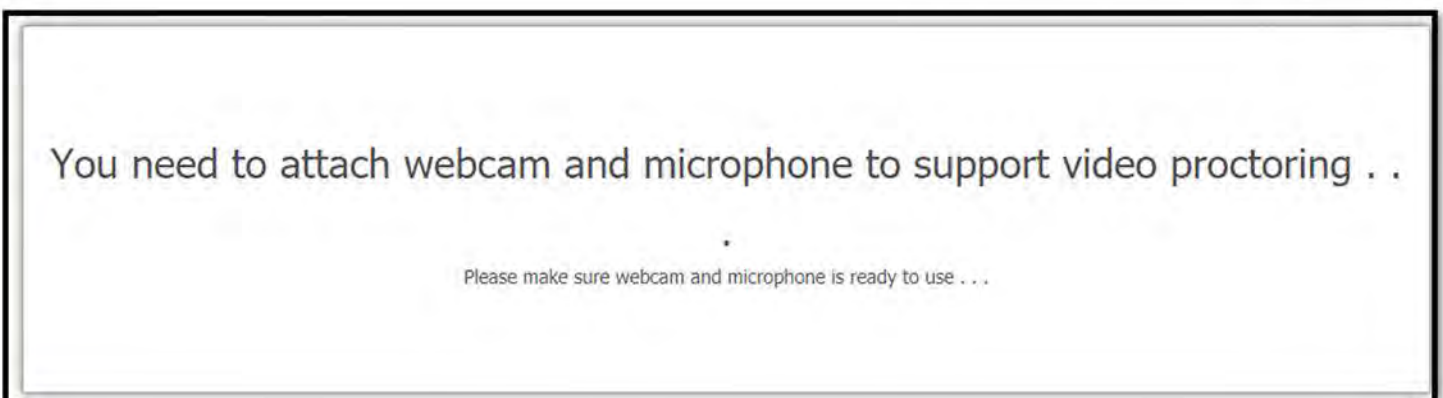 You need to attach webcam and microphone to support video proctoring . .
.
Please make sure webcam and microphone is ready to use . . .